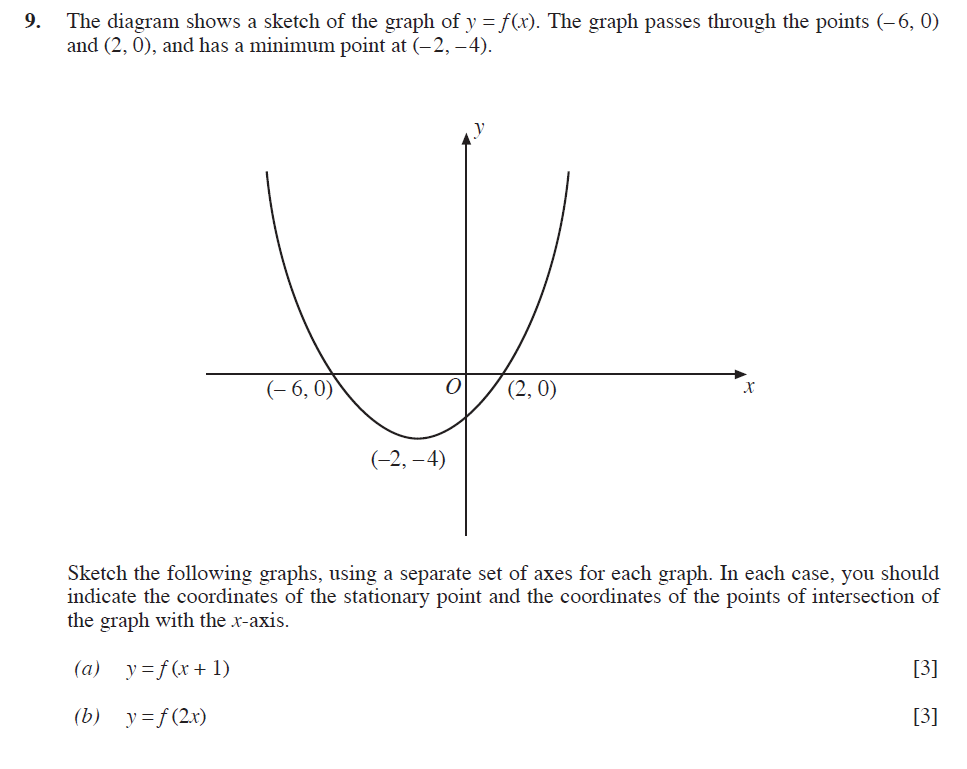 9. The diagram shows a sketch of the graph of y = f(x). The graph passes through the points (–6, 0)
and (2, 0), and has a minimum point at (–2, –4).
y
(–6, 0)
O
(2, 0)
x
(–2, –4)
Sketch the following graphs, using a separate set of axes for each graph. In each case, you should
indicate the coordinates of the stationary point and the coordinates of the points of intersection of
the graph with the x-axis.
(a) y = f(x + 1) [3]
(b) y = f(2x) [3]